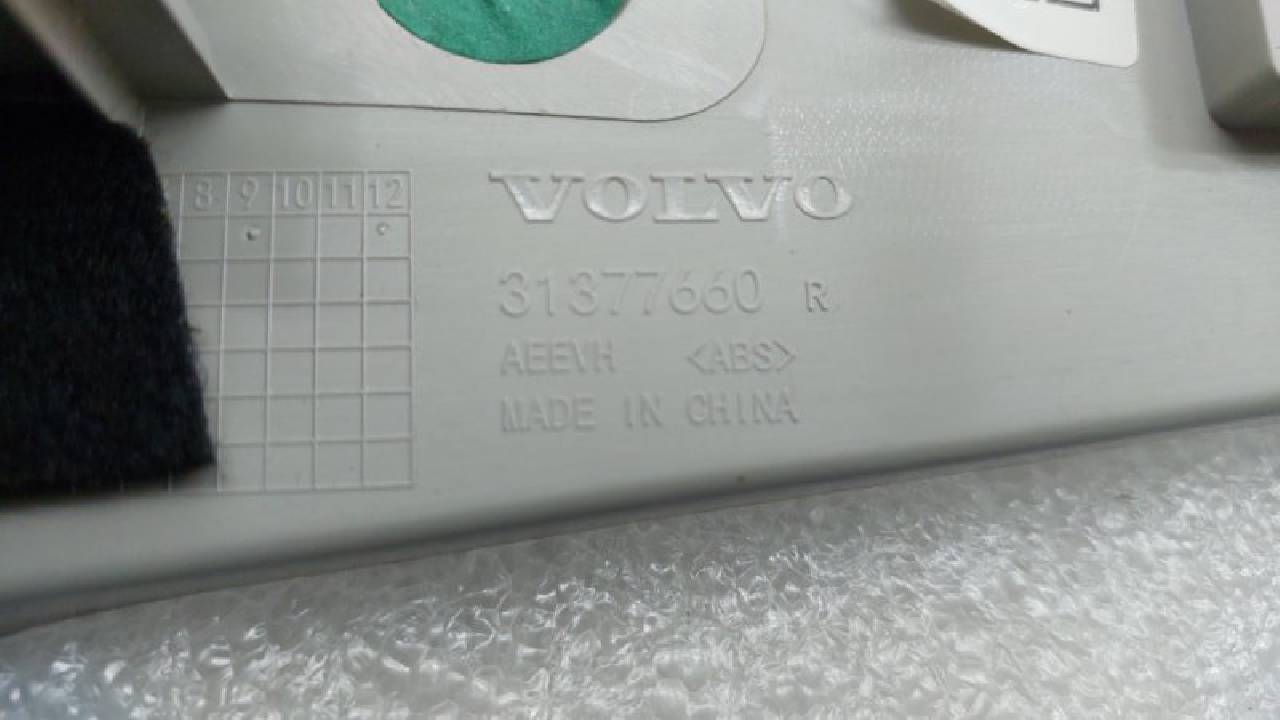 8 9 10 11 12
VOLVO
31377660 R
AEEVH <ABS>
MADE IN CHINA